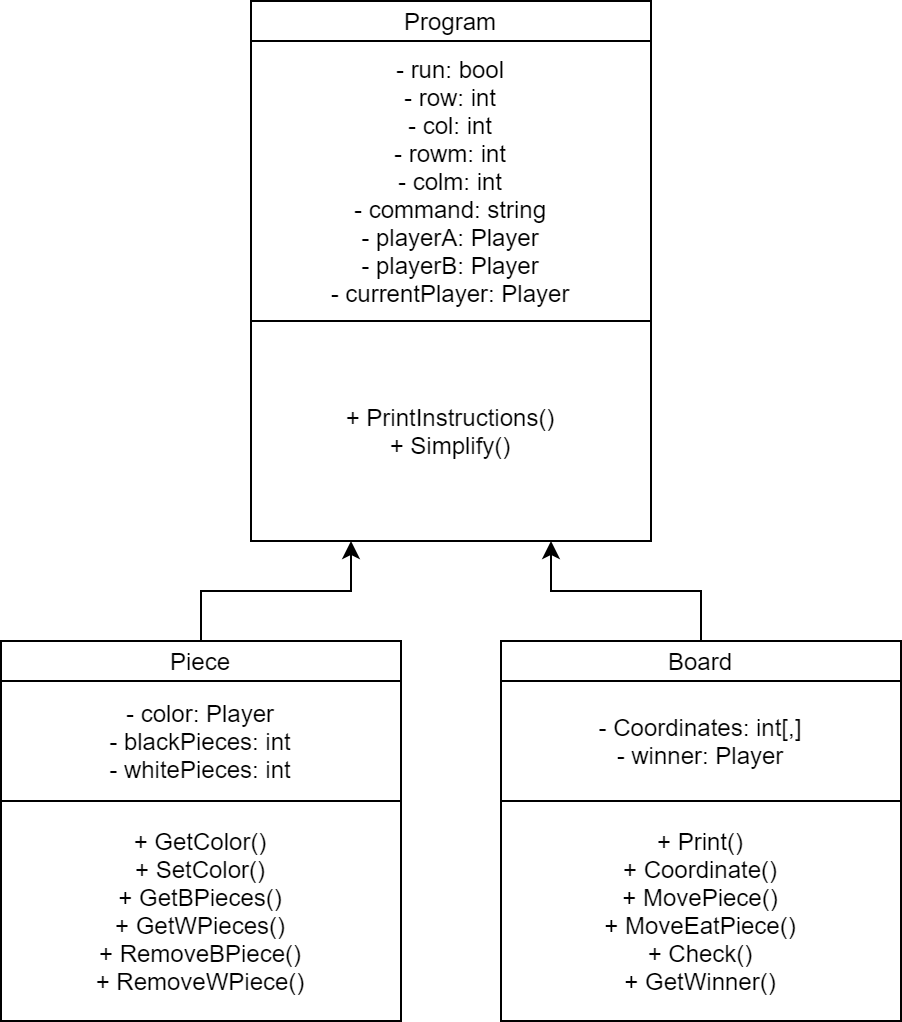 Program
- run: bool
- row: int
- col: int
- rowm: int
- colm: int
- command: string
- playerA: Player
- playerB: Player
- currentPlayer: Player
+ PrintInstructions()
+ Simplify()
Piece
- color: Player
- blackPieces: int
- whitePieces: int
+ GetColor()
+ SetColor()
+ GetBPieces()
+ GetWPieces()
+ RemoveBPiece()
+ RemoveWPiece()
Board
- Coordinates: int[,]
- winner: Player
+ Print()
+ Coordinate()
+ MovePiece()
+ MoveEatPiece()
+ Check()
+ GetWinner()